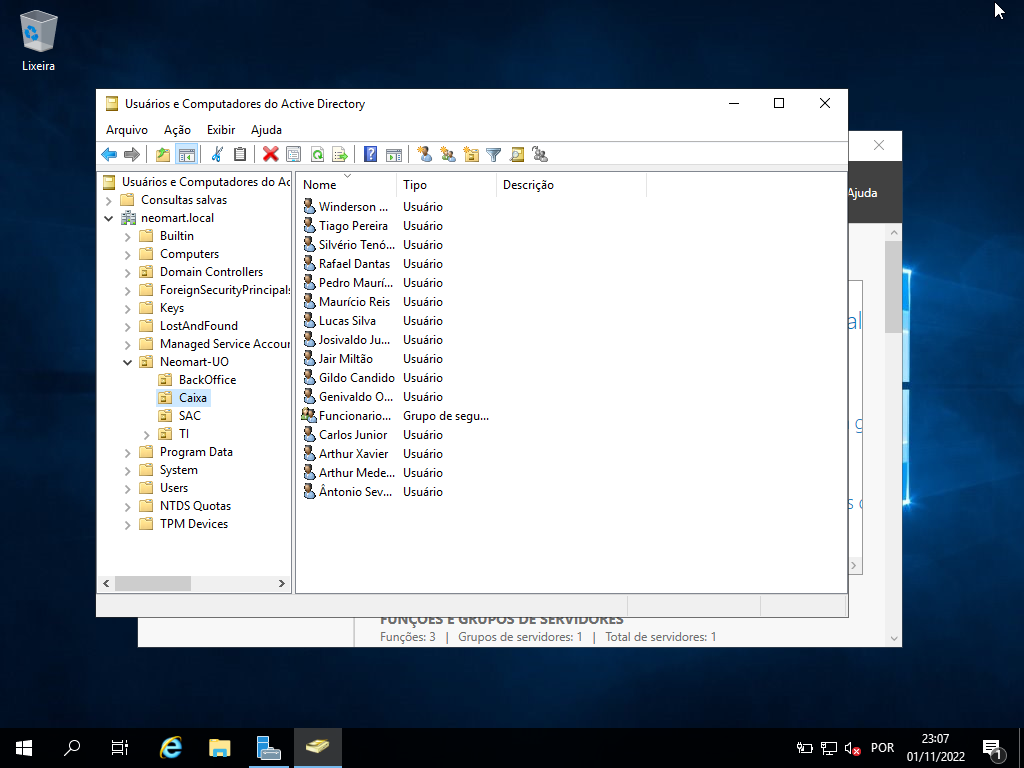 Lixeira
Usuários e Computadores do Active Directory
Arquivo Ação Exibir Ajuda
Usuários e Computadores do Ac
Consultas salvas
neomart.local
Builtin
Computers
Domain Controllers
ForeignSecurityPrincipals
Keys
LostAndFound
Managed Service Accoun
Neomart-UO
BackOffice
Caixa
SAC
TI
Program Data
System
Users
NTDS Quotas
TPM Devices
Nome Tipo Descrição
Winderson ... Usuário
Tiago Pereira Usuário
Silvério Tenó... Usuário
Rafael Dantas Usuário
Pedro Maurí... Usuário
Maurício Reis Usuário
Lucas Silva Usuário
Josivaldo Ju... Usuário
Jair Miltão Usuário
Gildo Candido Usuário
Genivaldo O... Usuário
Funcionario... Grupo de segu...
Carlos Junior Usuário
Arthur Xavier Usuário
Arthur Mede... Usuário
Ântonio Sev... Usuário
Ajuda
al
g
s c
FUNÇÕES E GRUPOS DE SERVIDORES
Funções: 3 | Grupos de servidores: 1 | Total de servidores: 1
POR
23:07
01/11/2022
1